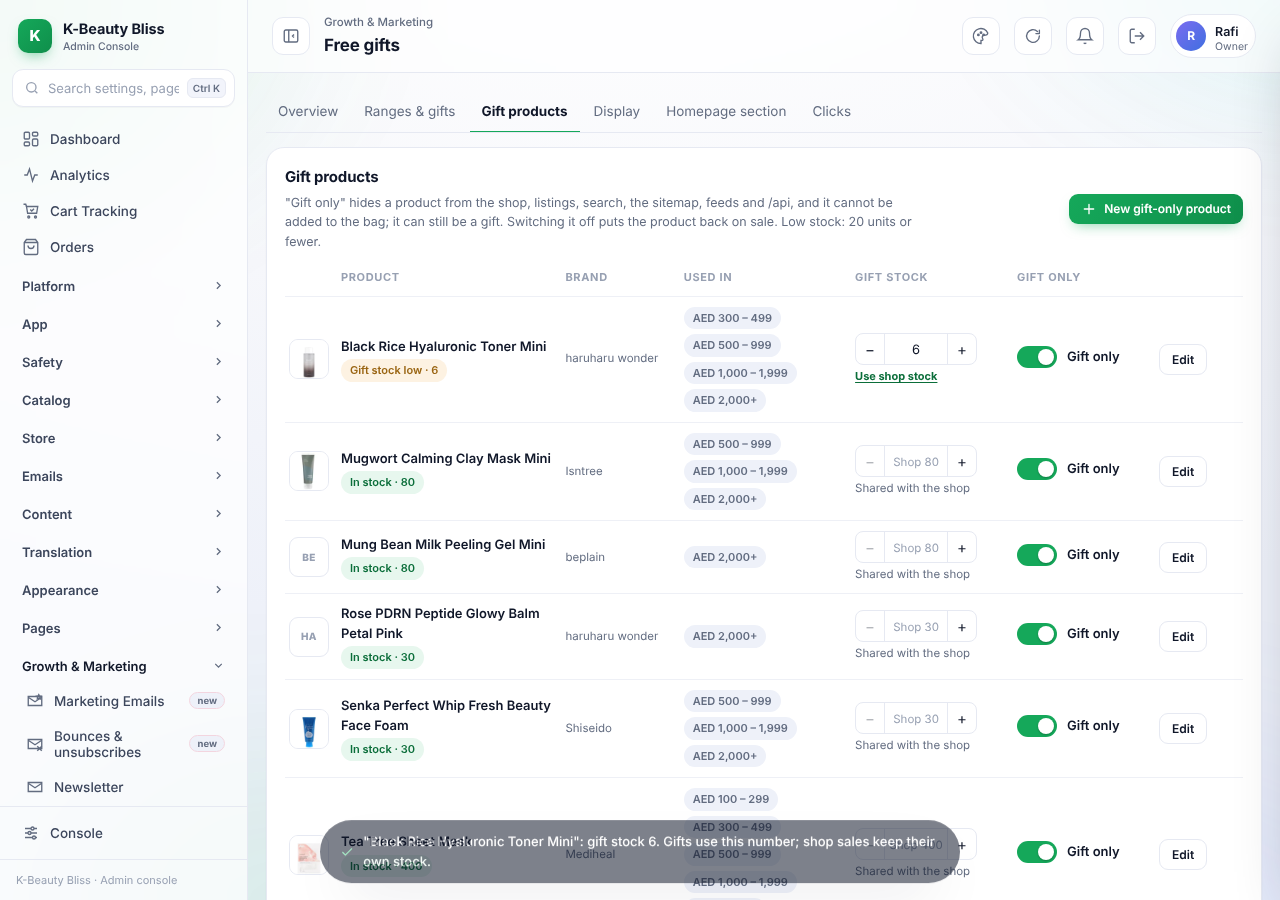 K
K-Beauty Bliss
Admin Console
Search settings, page
Ctrl K
Dashboard
Analytics
Cart Tracking
Orders
Platform
App
Safety
Catalog
Store
Emails
Content
Translation
Appearance
Pages
Growth & Marketing
Marketing Emails
new
Bounces &
unsubscribes
new
Newsletter
Console
K-Beauty Bliss · Admin console
Growth & Marketing
Free gifts
R
Rafi
Owner
Overview
Ranges & gifts
Gift products
Display
Homepage section
Clicks
Gift products
"Gift only" hides a product from the shop, listings, search, the sitemap, feeds and /api, and it cannot be
added to the bag; it can still be a gift. Switching it off puts the product back on sale. Low stock: 20 units or
fewer.
+ New gift-only product
PRODUCT
BRAND
USED IN
GIFT STOCK
GIFT ONLY
Black Rice Hyaluronic Toner Mini
Gift stock low · 6
haruharu wonder
AED 300 – 499
AED 500 – 999
AED 1,000 – 1,999
AED 2,000+
− 6 +
Use shop stock
Gift only
Edit
Mugwort Calming Clay Mask Mini
In stock · 80
Isntree
AED 500 – 999
AED 1,000 – 1,999
AED 2,000+
− Shop 80 +
Shared with the shop
Gift only
Edit
BE
Mung Bean Milk Peeling Gel Mini
In stock · 80
beplain
AED 2,000+
− Shop 80 +
Shared with the shop
Gift only
Edit
HA
Rose PDRN Peptide Glowy Balm
Petal Pink
In stock · 30
haruharu wonder
AED 2,000+
− Shop 30 +
Shared with the shop
Gift only
Edit
Senka Perfect Whip Fresh Beauty
Face Foam
In stock · 30
Shiseido
AED 500 – 999
AED 1,000 – 1,999
AED 2,000+
− Shop 30 +
Shared with the shop
Gift only
Edit
Mediheal
AED 100 – 299
AED 300 – 499
AED 500 – 999
AED 1,000 – 1,999
+
Shared with the shop
Gift only
Edit
"Black Rice Hyaluronic Toner Mini": gift stock 6. Gifts use this number; shop sales keep their
own stock.